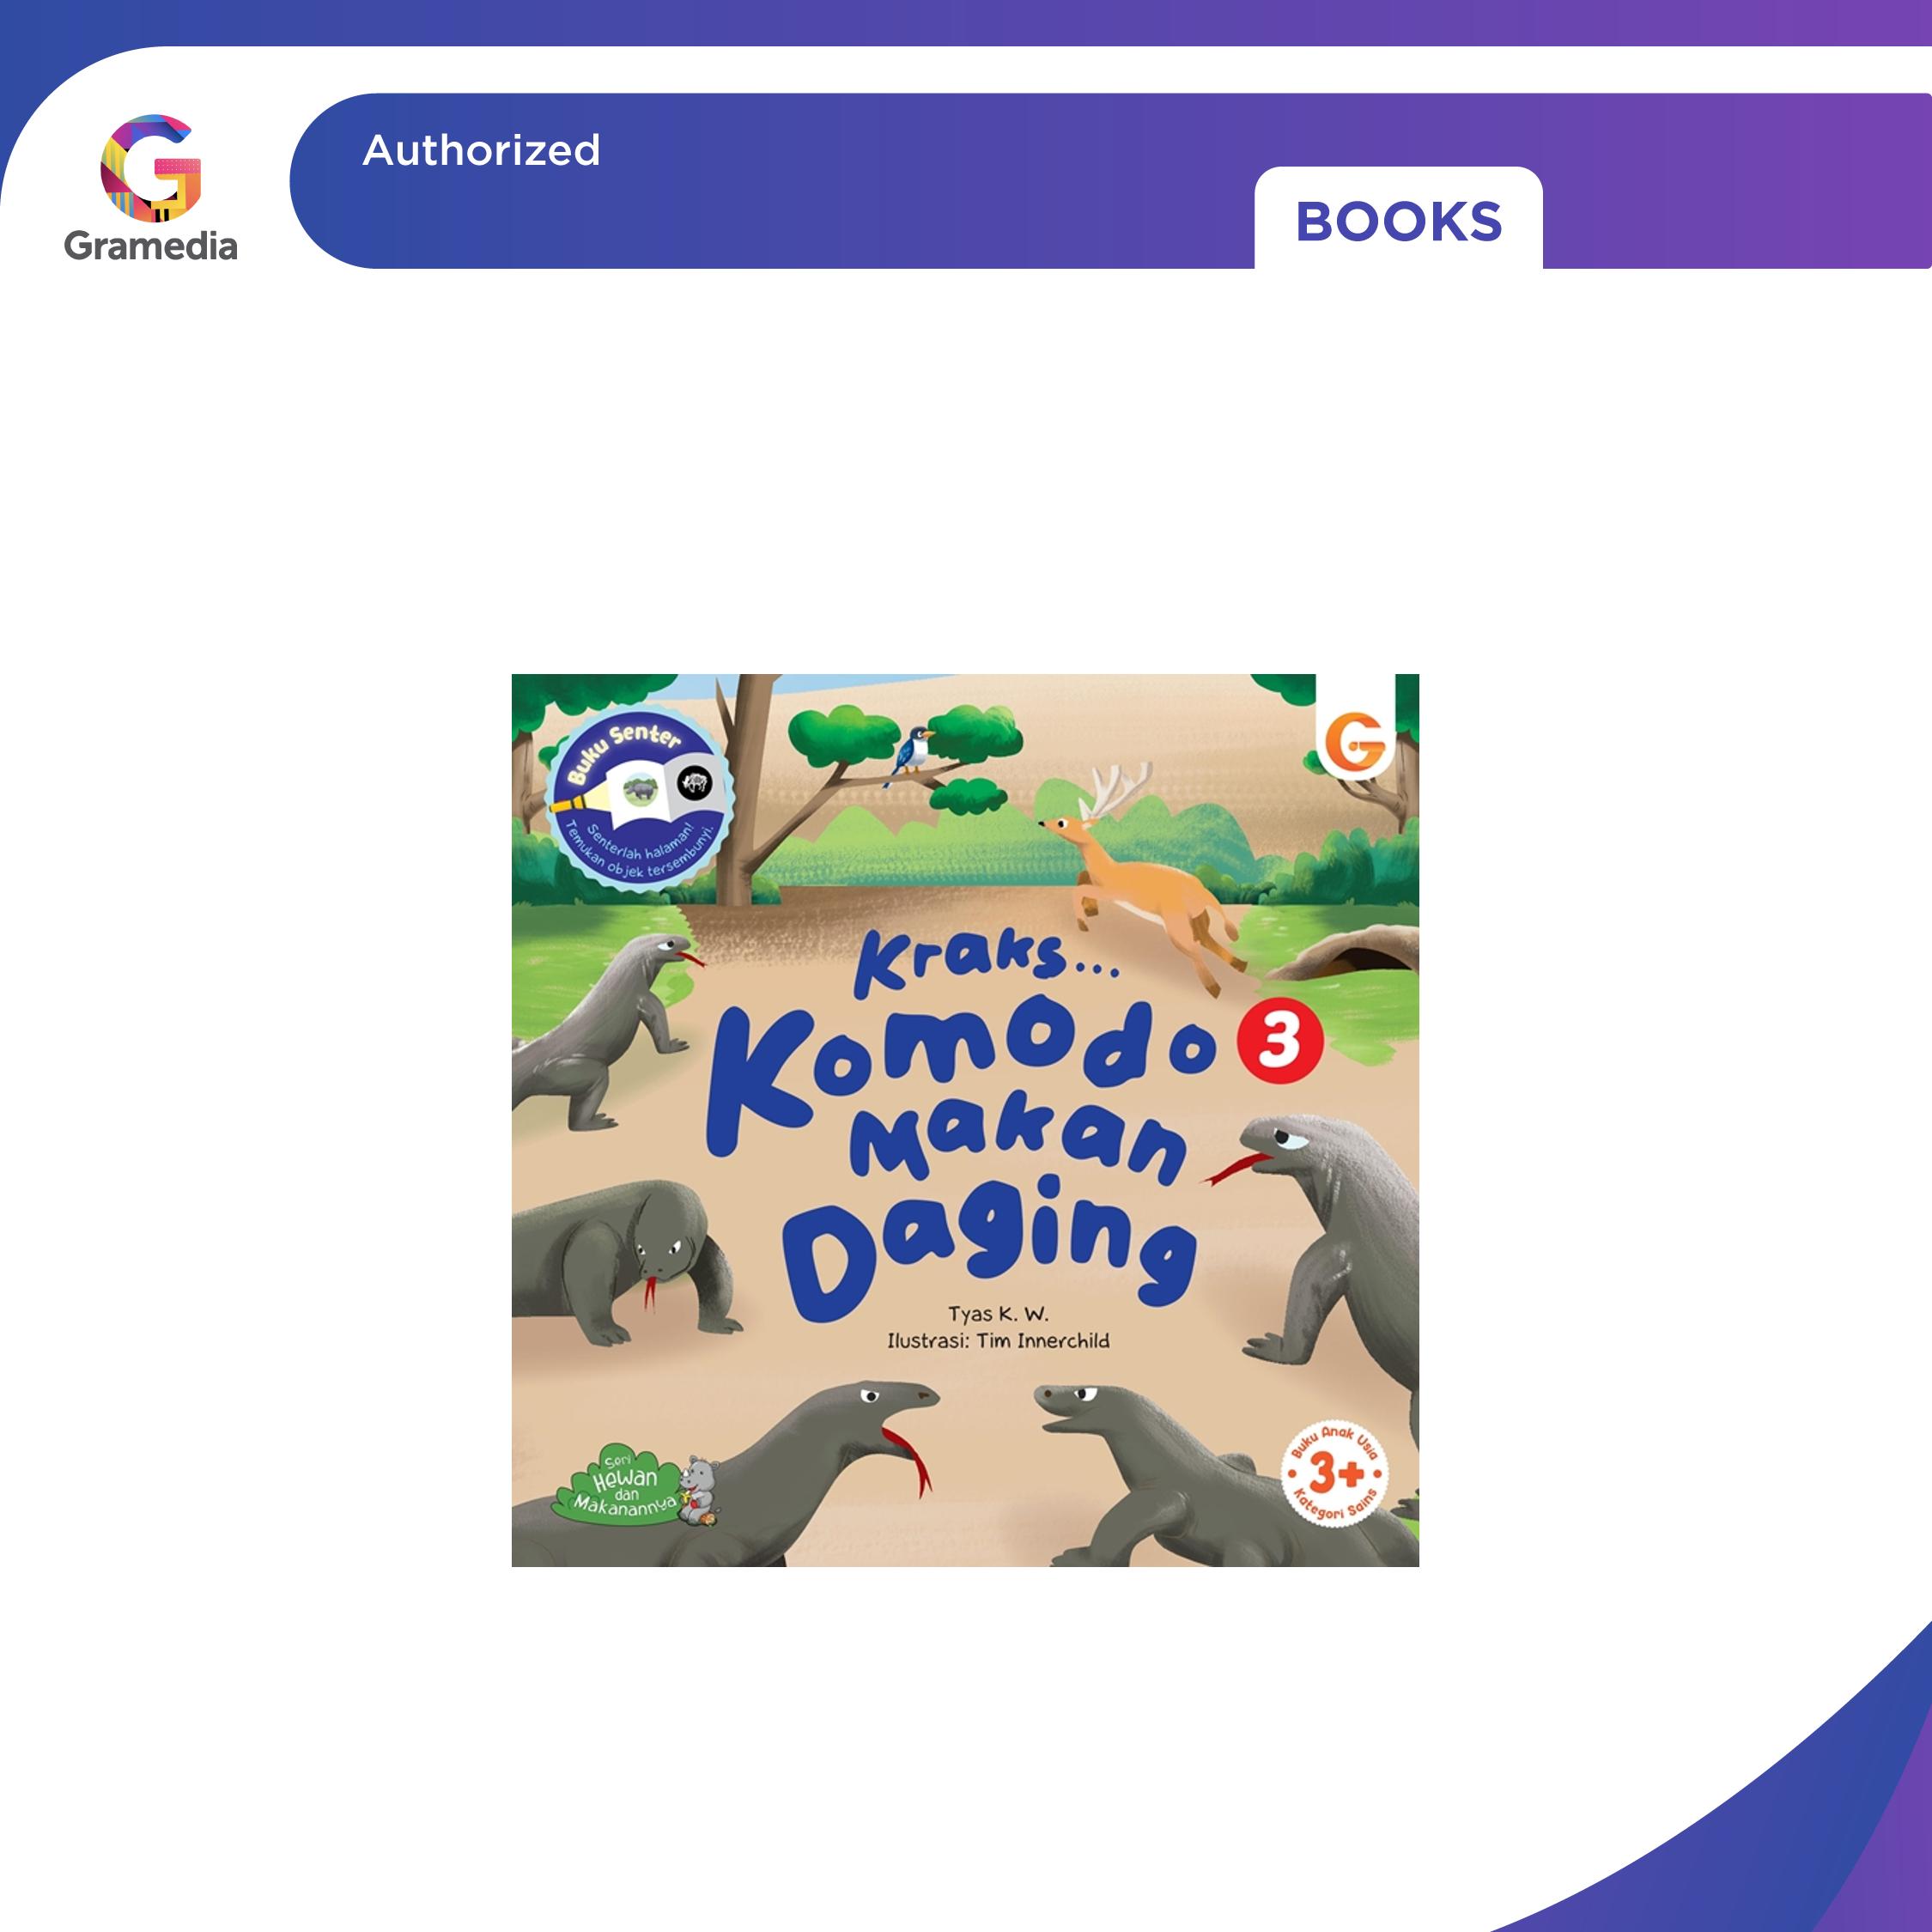 Gramedia
Authorized
BOOKS
Buku Senter
Senterlah halaman!
Temukan objek tersembunyi.
G
Kraks...
Komodo 3
Makan
Daging
Tyas K. W.
Ilustrasi: Tim Innerchild
Seri
Hewan
dan
Makanannya
Buku Anak Usia
3+
Kategori Sains